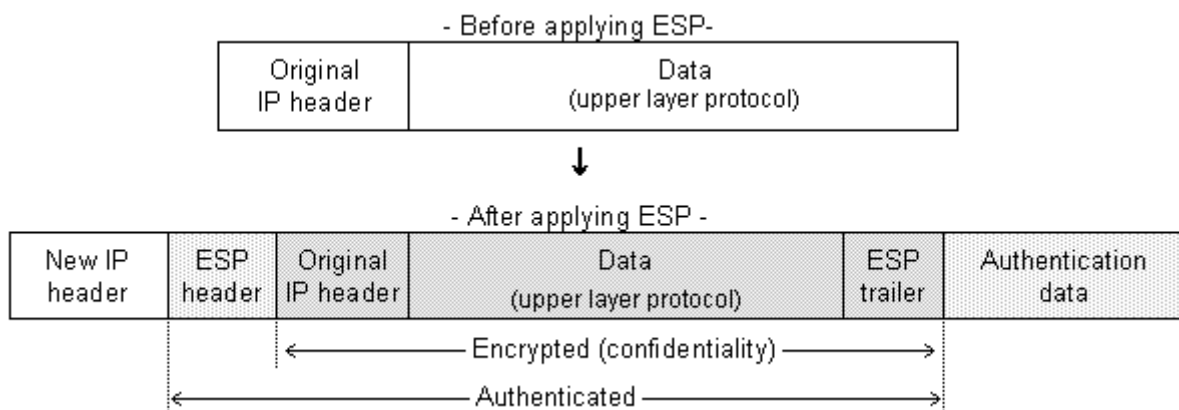 - Before applying ESP-
Original
IP header
Data
(upper layer protocol)
- After applying ESP -
New IP
header
ESP
header
Original
IP header
Data
(upper layer protocol)
ESP
trailer
Authentication
data
Encrypted (confidentiality)
Authenticated